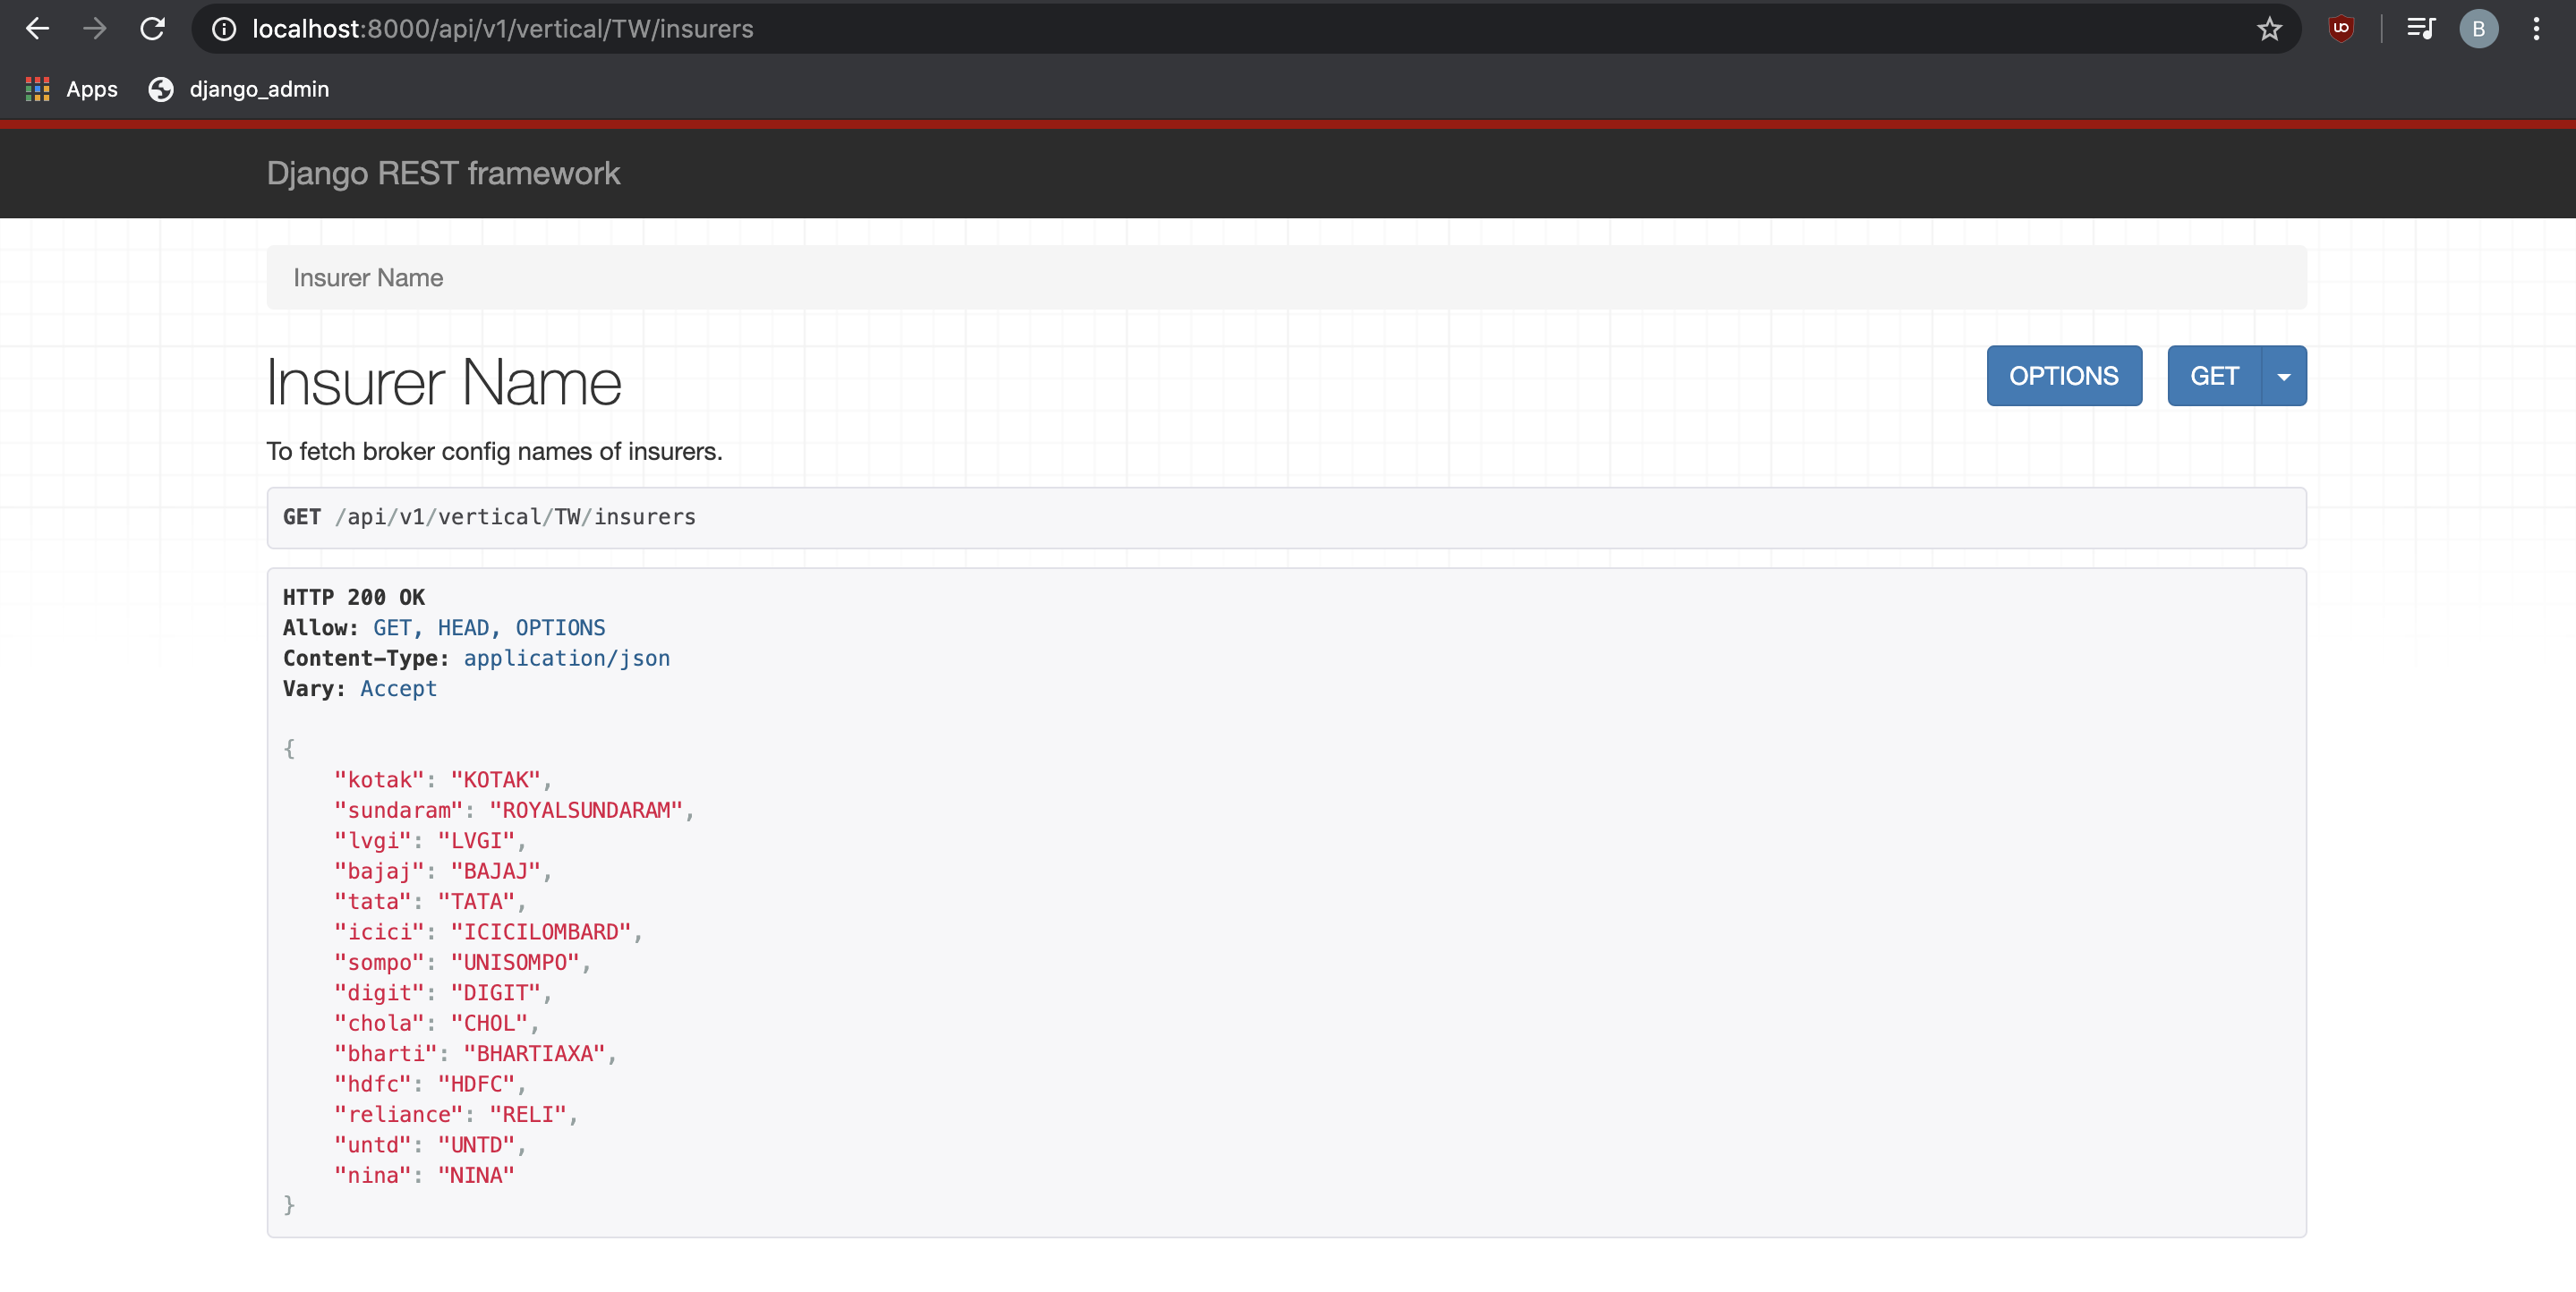 localhost:8000/api/v1/vertical/TW/insurers
B
Apps django_admin
Django REST framework
Insurer Name
Insurer Name
OPTIONS GET
To fetch broker config names of insurers.
GET /api/v1/vertical/TW/insurers
HTTP 200 OK
Allow: GET, HEAD, OPTIONS
Content-Type: application/json
Vary: Accept
{
"kotak": "KOTAK",
"sundaram": "ROYALSUNDARAM",
"lvgi": "LVGI",
"bajaj": "BAJAJ",
"tata": "TATA",
"icici": "ICICILOMBARD",
"sompo": "UNISOMPO",
"digit": "DIGIT",
"chola": "CHOL",
"bharti": "BHARTIAXA",
"hdfc": "HDFC",
"reliance": "RELI",
"untd": "UNTD",
"nina": "NINA"
}